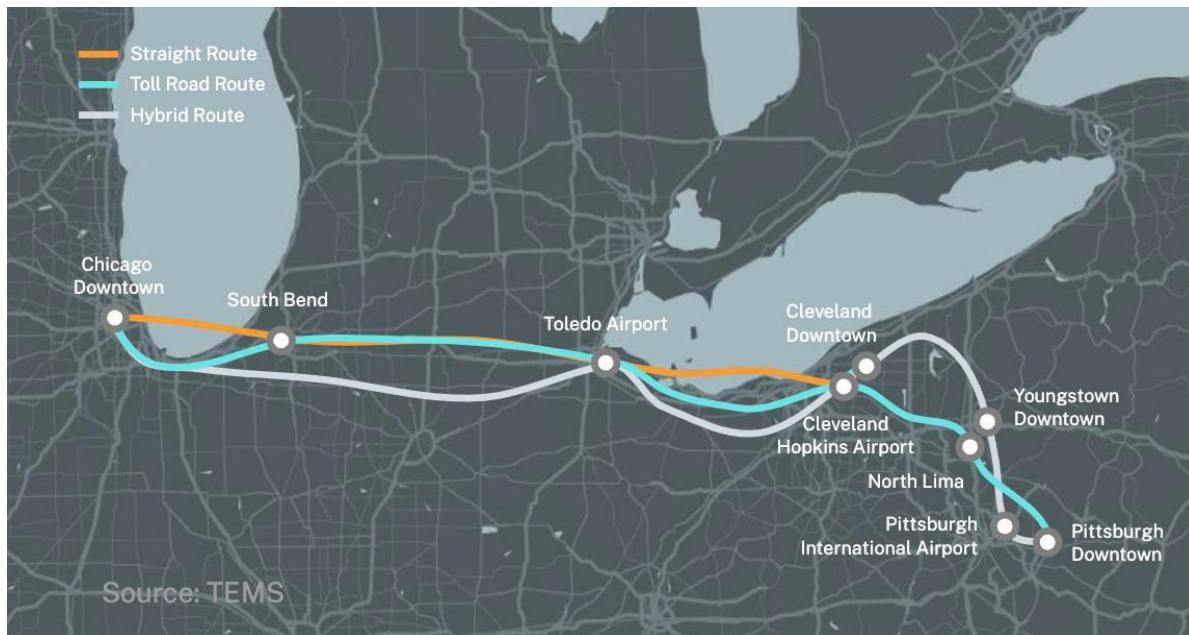 Straight Route
Toll Road Route
Hybrid Route
Chicago
Downtown
South Bend
Toledo Airport
Cleveland
Downtown
Youngstown
Downtown
Cleveland
Hopkins Airport
North Lima
Pittsburgh
International Airport
Pittsburgh
Downtown
Source: TEMS